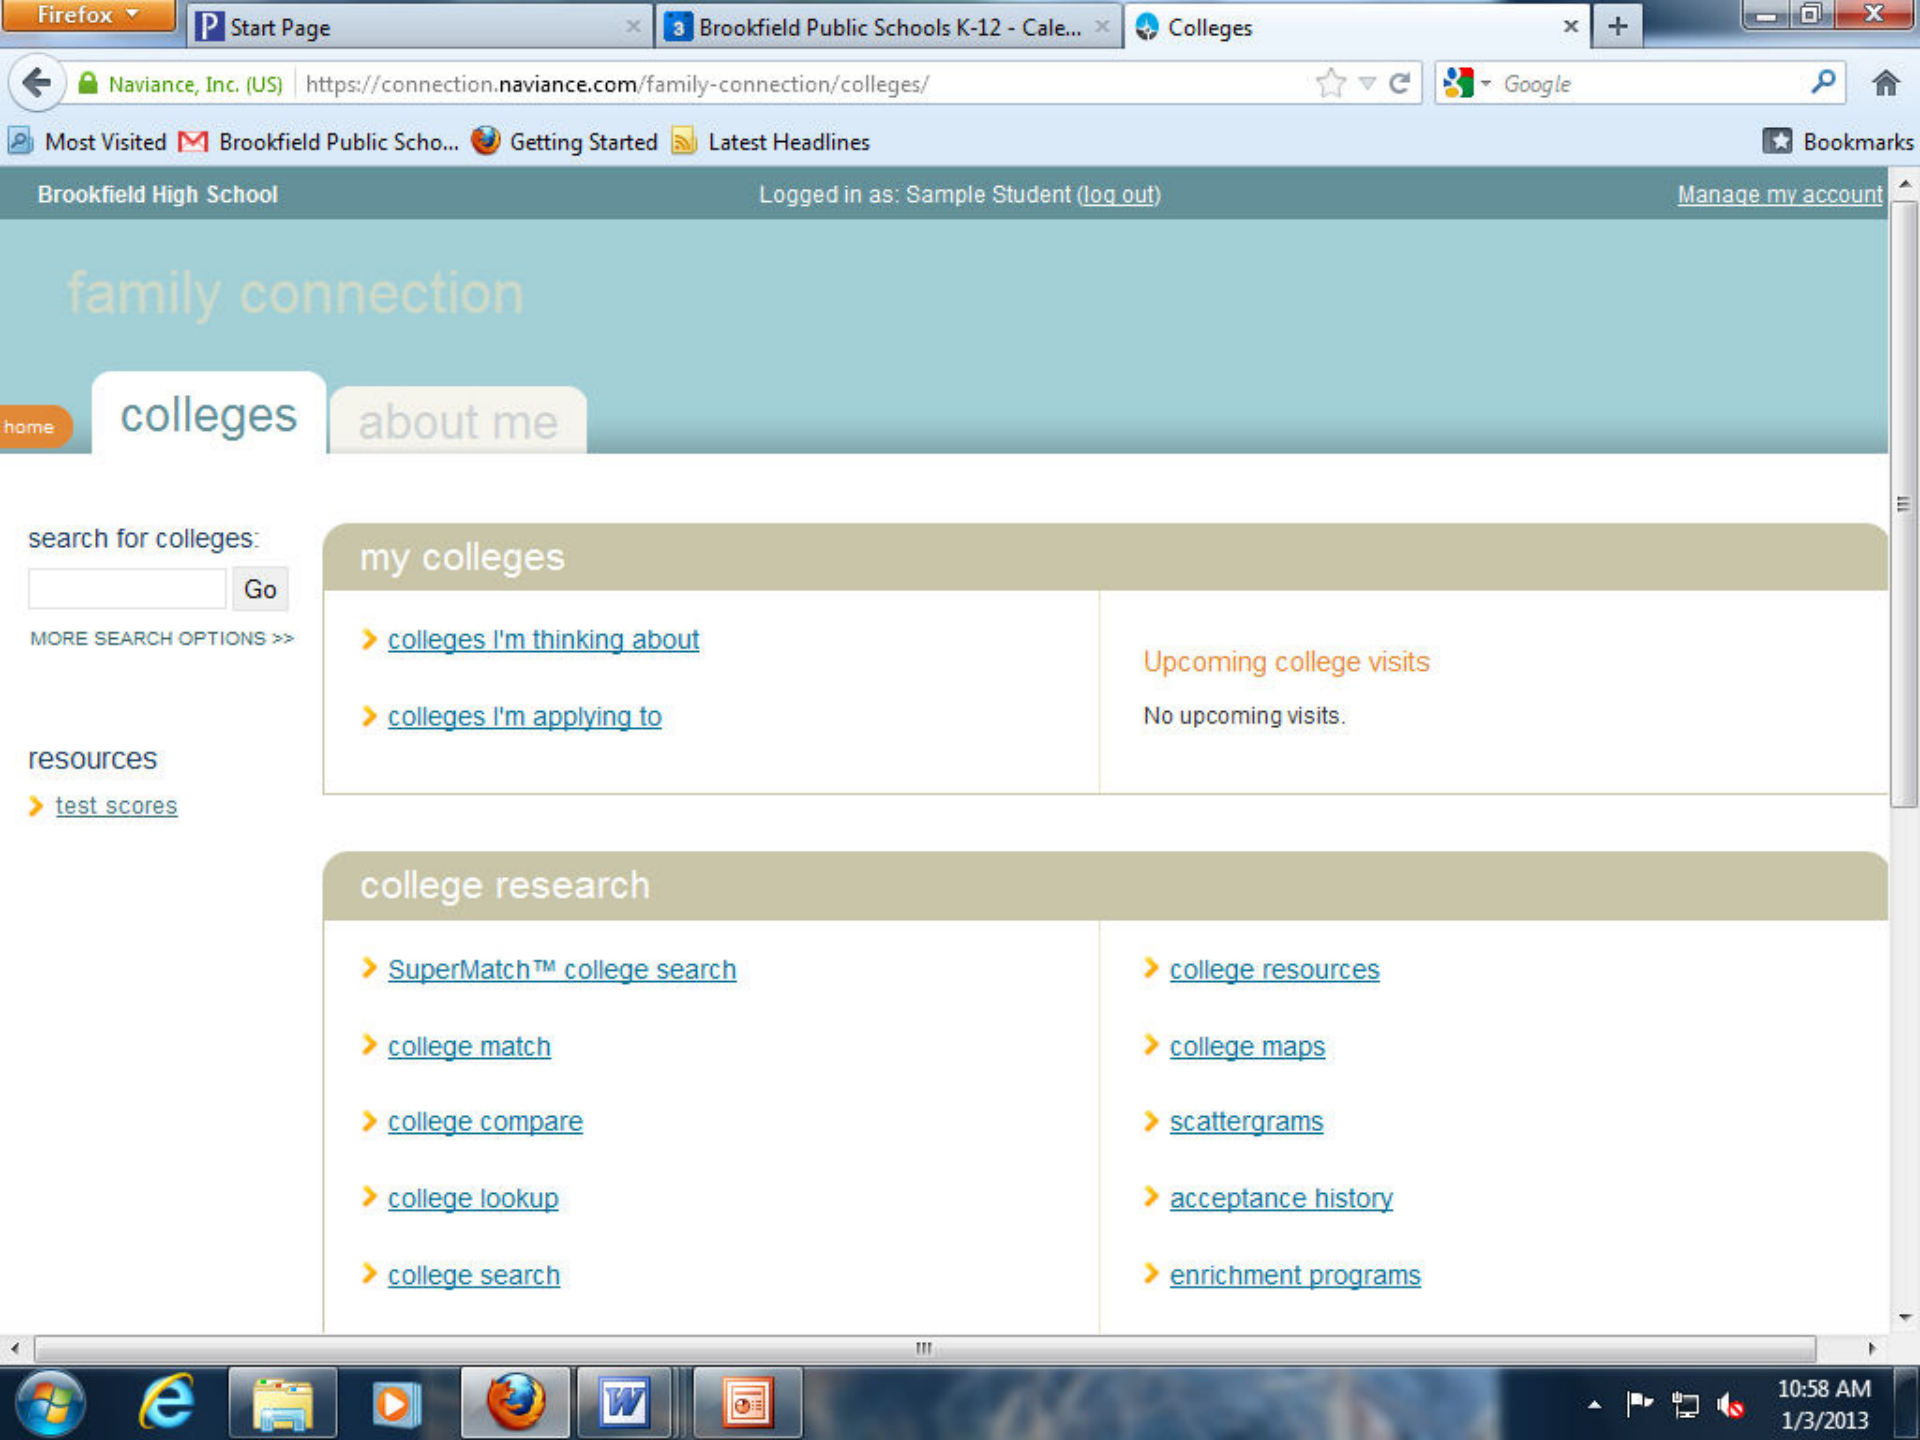 Firefox
P Start Page
3 Brookfield Public Schools K-12 - Cale...
Colleges
Naviance, Inc. (US) https://connection.naviance.com/family-connection/colleges/
Google
Most Visited
Brookfield Public Scho...
Getting Started
Latest Headlines
Bookmarks
Brookfield High School
Logged in as: Sample Student (log out)
Manage my account
family connection
home
colleges
about me
search for colleges:
Go
MORE SEARCH OPTIONS >>
resources
test scores
my colleges
colleges I'm thinking about
colleges I'm applying to
Upcoming college visits
No upcoming visits.
college research
SuperMatch™ college search
college match
college compare
college lookup
college search
college resources
college maps
scattergrams
acceptance history
enrichment programs
10:58 AM
1/3/2013